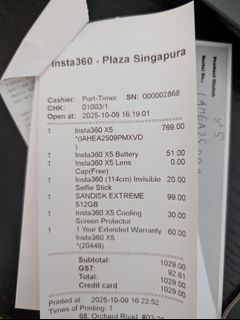 Insta360 - Plaza Singapura
Cashier: Part-Timer SN: 000002868
CHK: 01003/1
Open at: 2025-10-09 16:19:01
1 Insta360 X5 769.00
*(IAHEA2509PMXVD
)
1 Insta360 X5 Battery 51.00
1 Insta360 X5 Lens 0.00
Cap(Free)
1 Insta360 (114cm) Invisible 20.00
Selfie Stick
1 SANDISK EXTREME 99.00
512GB
1 Insta360 X5 Cooling 30.00
Screen Protector
1 1 Year Extended Warranty 60.00
Insta360 X5
*(20449)
Subtotal: 1029.00
GST: 92.61
Total: 1029.00
Credit card 1029.00
Printed at: 2025-10-09 16:22:52
Times of Printing: 1
68, Orchard Road,
Product Model:
X5